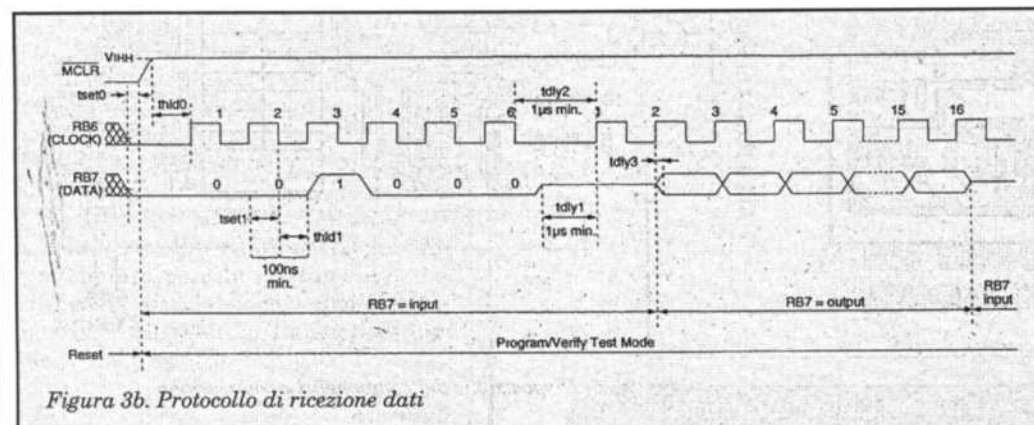 VIHH
MCLR
tset0
thld0
tdly2
1µs min.
1 2 3 4 5 6 1 2 3 4 5 15 16
RB6
(CLOCK)
tdly3
RB7
(DATA)
0 0 1 0 0 0
tset1
thld1
tdly1
1µs min.
100ns
min.
RB7 = input
RB7 = output
RB7
input
Reset
Program/Verify Test Mode
Figura 3b. Protocollo di ricezione dati